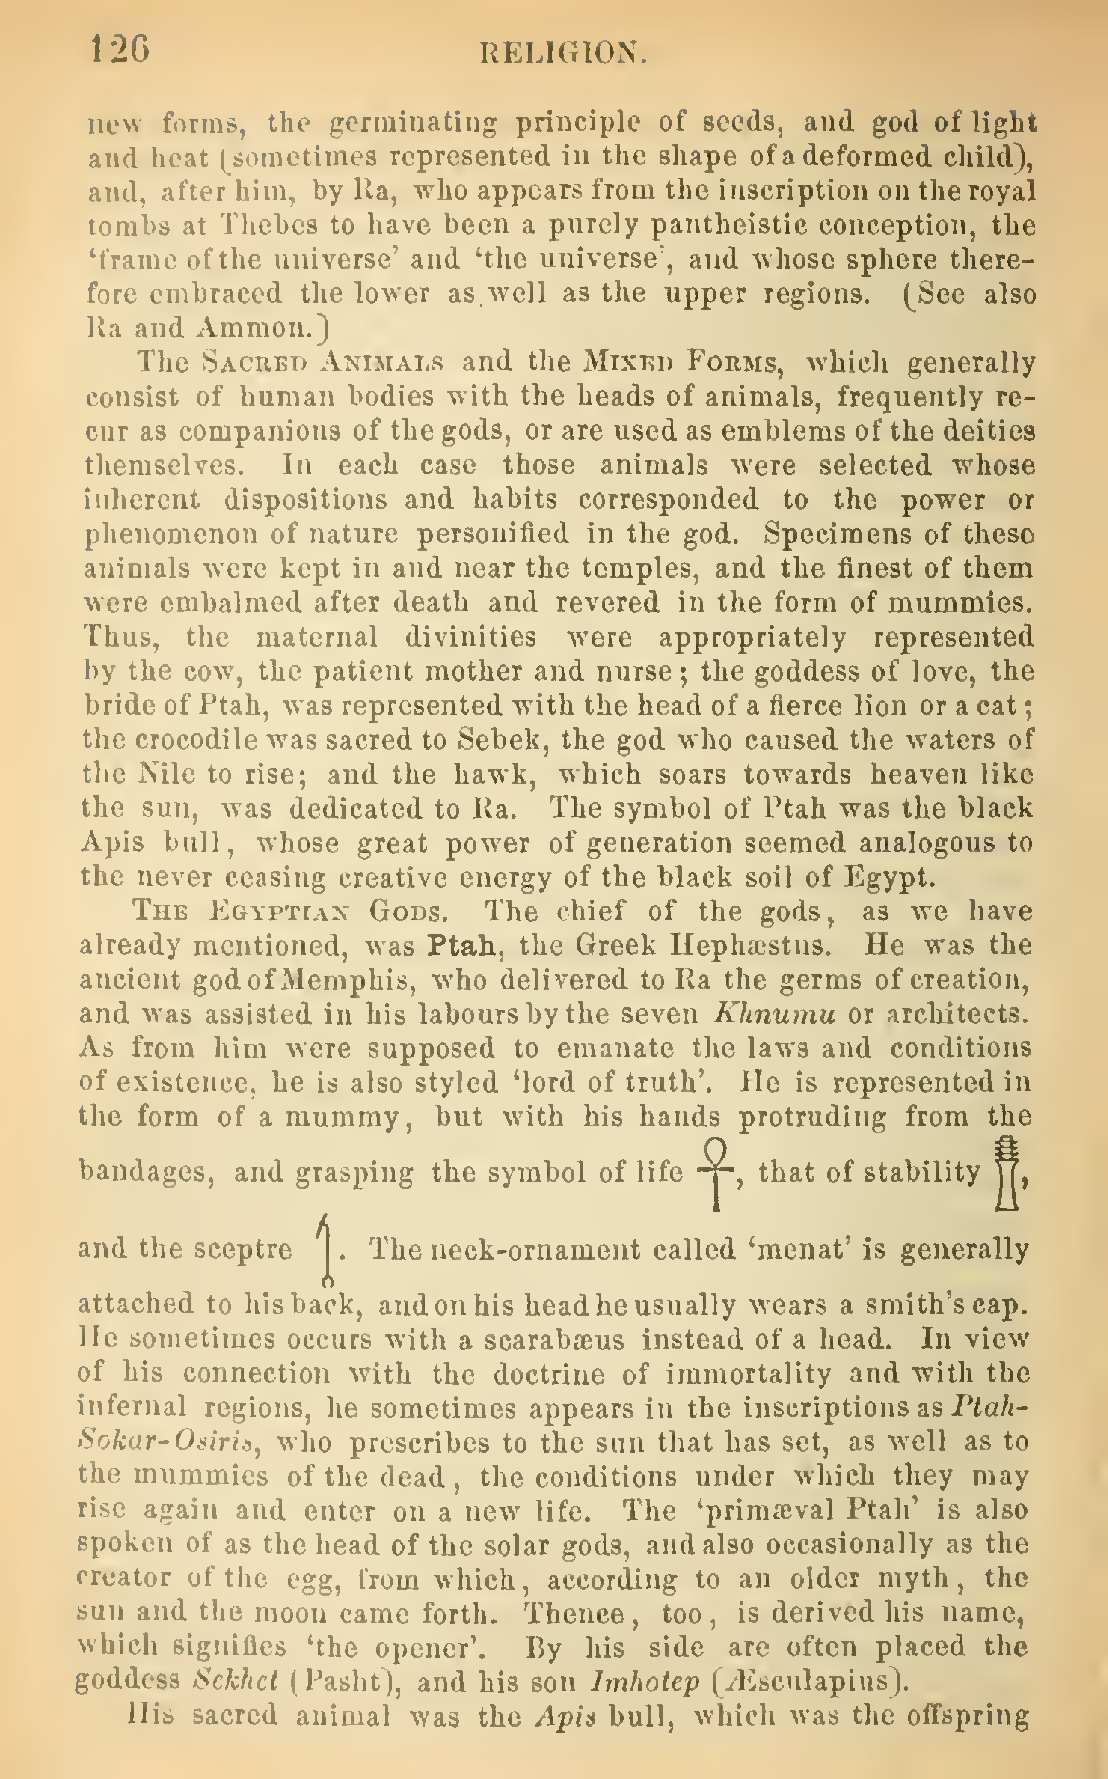 126 RELIGION.
new forms, the germinating principle of seeds, and god of light
and heat (sometimes represented in the shape of a deformed child),
and, after him, by Ra, who appears from the inscription on the royal
tombs at Thebes to have been a purely pantheistic conception, the
‘frame of the universe’ and ‘the universe’, and whose sphere there-
fore embraced the lower as well as the upper regions. (See also
Ra and Ammon.)
The SACRED ANIMALS and the MIXED FORMS, which generally
consist of human bodies with the heads of animals, frequently re-
cur as companions of the gods, or are used as emblems of the deities
themselves. In each case those animals were selected whose
inherent dispositions and habits corresponded to the power or
phenomenon of nature personified in the god. Specimens of these
animals were kept in and near the temples, and the finest of them
were embalmed after death and revered in the form of mummies.
Thus, the maternal divinities were appropriately represented
by the cow, the patient mother and nurse; the goddess of love, the
bride of Ptah, was represented with the head of a fierce lion or a cat;
the crocodile was sacred to Sebek, the god who caused the waters of
the Nile to rise; and the hawk, which soars towards heaven like
the sun, was dedicated to Ra. The symbol of Ptah was the black
Apis bull, whose great power of generation seemed analogous to
the never ceasing creative energy of the black soil of Egypt.
THE EGYPTIAN GODS. The chief of the gods, as we have
already mentioned, was Ptah, the Greek Hephæstus. He was the
ancient god of Memphis, who delivered to Ra the germs of creation,
and was assisted in his labours by the seven Khnumu or architects.
As from him were supposed to emanate the laws and conditions
of existence, he is also styled ‘lord of truth’. He is represented in
the form of a mummy, but with his hands protruding from the
bandages, and grasping the symbol of life ☥, that of stability 𓊽,
and the sceptre 𓌀. The neck-ornament called ‘menat’ is generally
attached to his back, and on his head he usually wears a smith's cap.
He sometimes occurs with a scarabæus instead of a head. In view
of his connection with the doctrine of immortality and with the
infernal regions, he sometimes appears in the inscriptions as Ptah-
Sokar-Osiris, who prescribes to the sun that has set, as well as to
the mummies of the dead, the conditions under which they may
rise again and enter on a new life. The ‘primæval Ptah’ is also
spoken of as the head of the solar gods, and also occasionally as the
creator of the egg, from which, according to an older myth, the
sun and the moon came forth. Thence, too, is derived his name,
which signifies ‘the opener’. By his side are often placed the
goddess Sekhet (Pasht), and his son Imhotep (Æsculapius).
His sacred animal was the Apis bull, which was the offspring